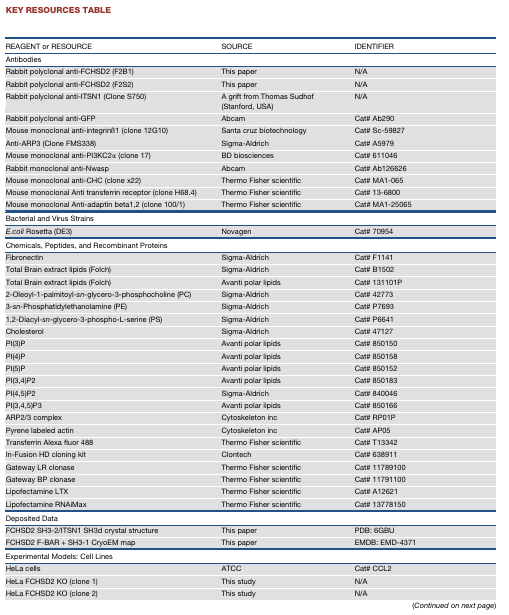 KEY RESOURCES TABLE
REAGENT or RESOURCE SOURCE IDENTIFIER
Antibodies
Rabbit polyclonal anti-FCHSD2 (F2B1) This paper N/A
Rabbit polyclonal anti-FCHSD2 (F2S2) This paper N/A
Rabbit polyclonal anti-ITSN1 (Clone S750) A grift from Thomas Sudhof N/A
(Stanford, USA)
Rabbit polyclonal anti-GFP Abcam Cat# Ab290
Mouse monoclonal anti-integrinß1 (clone 12G10) Santa cruz biotechnology Cat# Sc-59827
Anti-ARP3 (Clone FMS338) Sigma-Aldrich Cat# A5979
Mouse monoclonal anti-PI3KC2α (clone 17) BD biosciences Cat# 611046
Rabbit monoclonal anti-Nwasp Abcam Cat# Ab126626
Mouse monoclonal anti-CHC (clone x22) Thermo Fisher scientific Cat# MA1-065
Mouse monoclonal Anti transferrin receptor (clone H68.4) Thermo Fisher scientific Cat# 13-6800
Mouse monoclonal Anti-adaptin beta1,2 (clone 100/1) Thermo Fisher scientific Cat# MA1-25065
Bacterial and Virus Strains
E.coli Rosetta (DE3) Novagen Cat# 70954
Chemicals, Peptides, and Recombinant Proteins
Fibronectin Sigma-Aldrich Cat# F1141
Total Brain extract lipids (Folch) Sigma-Aldrich Cat# B1502
Total Brain extract lipids (Folch) Avanti polar lipids Cat# 131101P
2-Oleoyl-1-palmitoyl-sn-glycero-3-phosphocholine (PC) Sigma-Aldrich Cat# 42773
3-sn-Phosphatidylethanolamine (PE) Sigma-Aldrich Cat# P7693
1,2-Diacyl-sn-glycero-3-phospho-L-serine (PS) Sigma-Aldrich Cat# P6641
Cholesterol Sigma-Aldrich Cat# 47127
PI(3)P Avanti polar lipids Cat# 850150
PI(4)P Avanti polar lipids Cat# 850158
PI(5)P Avanti polar lipids Cat# 850152
PI(3,4)P2 Avanti polar lipids Cat# 850183
PI(4,5)P2 Sigma-Aldrich Cat# 840046
PI(3,4,5)P3 Avanti polar lipids Cat# 850166
ARP2/3 complex Cytoskeleton inc Cat# RP01P
Pyrene labeled actin Cytoskeleton inc Cat# AP05
Transferrin Alexa fluor 488 Thermo Fisher scientific Cat# T13342
In-Fusion HD cloning kit Clontech Cat# 638911
Gateway LR clonase Thermo Fisher scientific Cat# 11789100
Gateway BP clonase Thermo Fisher scientific Cat# 11791100
Lipofectamine LTX Thermo Fisher scientific Cat# A12621
Lipofectamine RNAiMax Thermo Fisher scientific Cat# 13778150
Deposited Data
FCHSD2 SH3-2/ITSN1 SH3d crystal structure This paper PDB: 6GBU
FCHSD2 F-BAR + SH3-1 CryoEM map This paper EMDB: EMD-4371
Experimental Models: Cell Lines
HeLa cells ATCC Cat# CCL2
HeLa FCHSD2 KO (clone 1) This study N/A
HeLa FCHSD2 KO (clone 2) This study N/A
(Continued on next page)